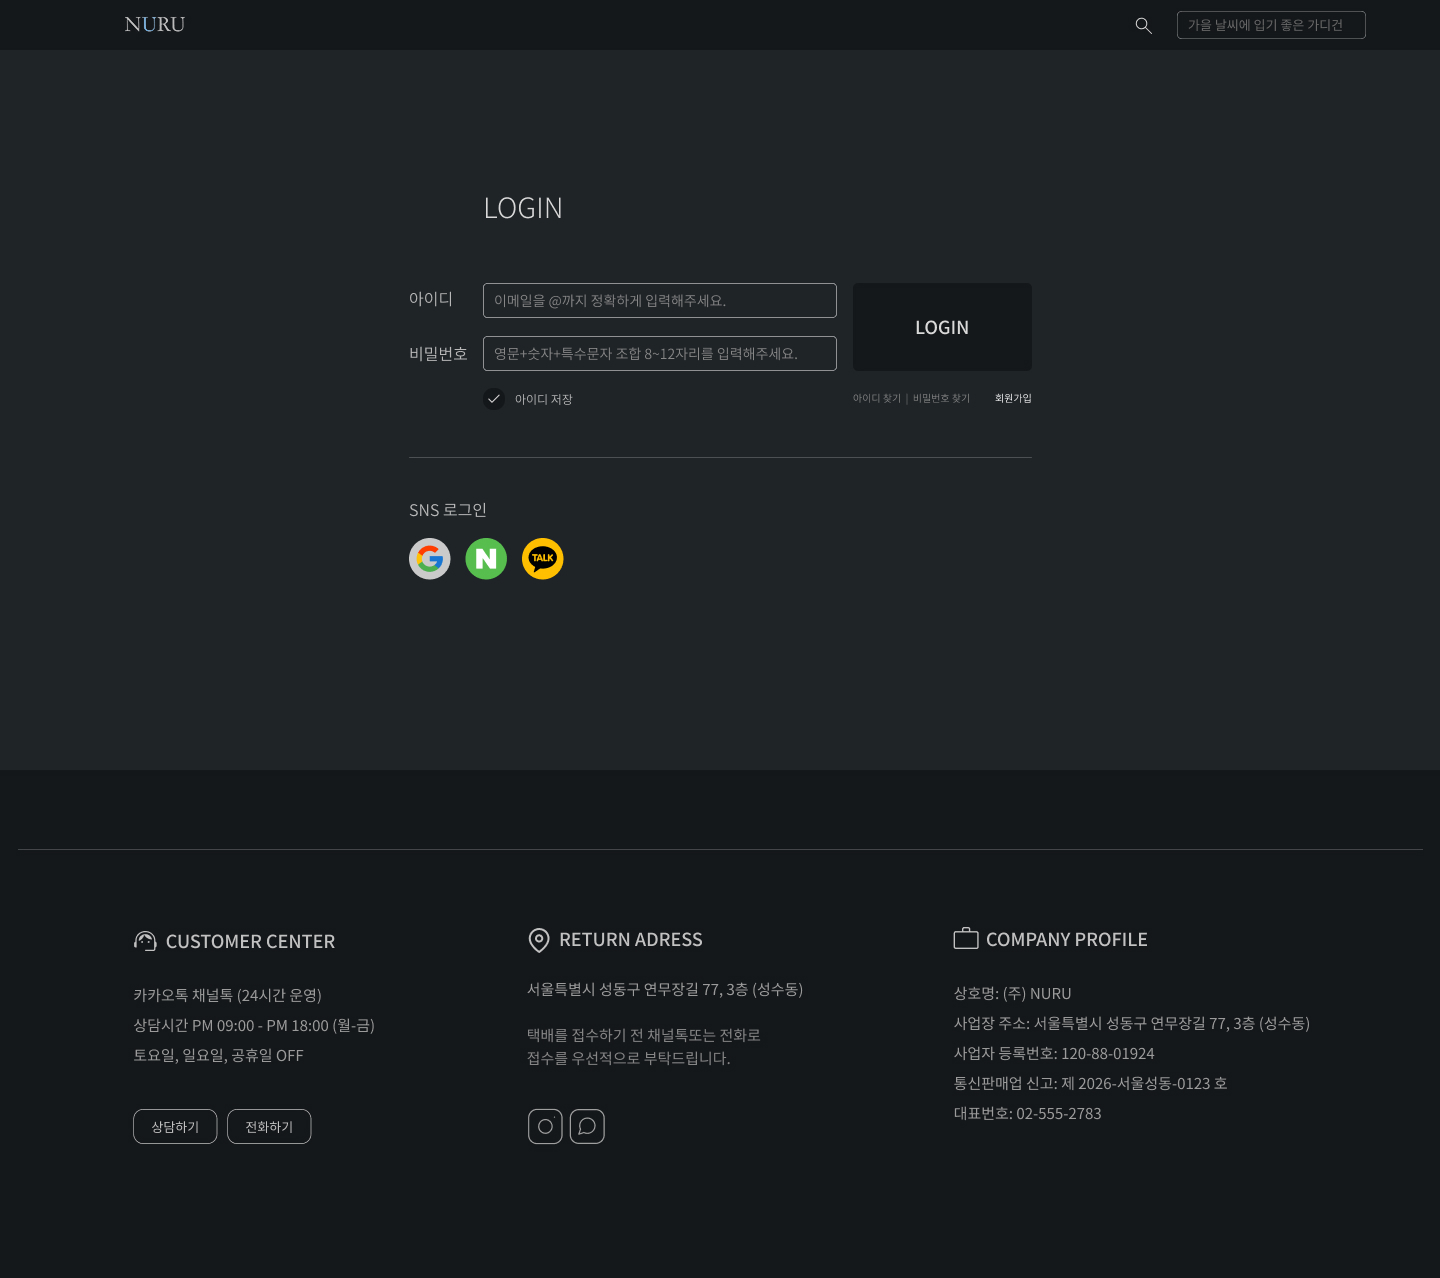 NURU
가을 날씨에 입기 좋은 가디건
LOGIN
아이디
이메일을 @까지 정확하게 입력해주세요.
비밀번호
영문+숫자+특수문자 조합 8~12자리를 입력해주세요.
LOGIN
아이디 저장
아이디 찾기 | 비밀번호 찾기
회원가입
SNS 로그인
G
N
TALK
CUSTOMER CENTER
카카오톡 채널톡 (24시간 운영)
상담시간 PM 09:00 - PM 18:00 (월-금)
토요일, 일요일, 공휴일 OFF
상담하기
전화하기
RETURN ADRESS
서울특별시 성동구 연무장길 77, 3층 (성수동)
택배를 접수하기 전 채널톡또는 전화로
접수를 우선적으로 부탁드립니다.
COMPANY PROFILE
상호명: (주) NURU
사업장 주소: 서울특별시 성동구 연무장길 77, 3층 (성수동)
사업자 등록번호: 120-88-01924
통신판매업 신고: 제 2026-서울성동-0123 호
대표번호: 02-555-2783